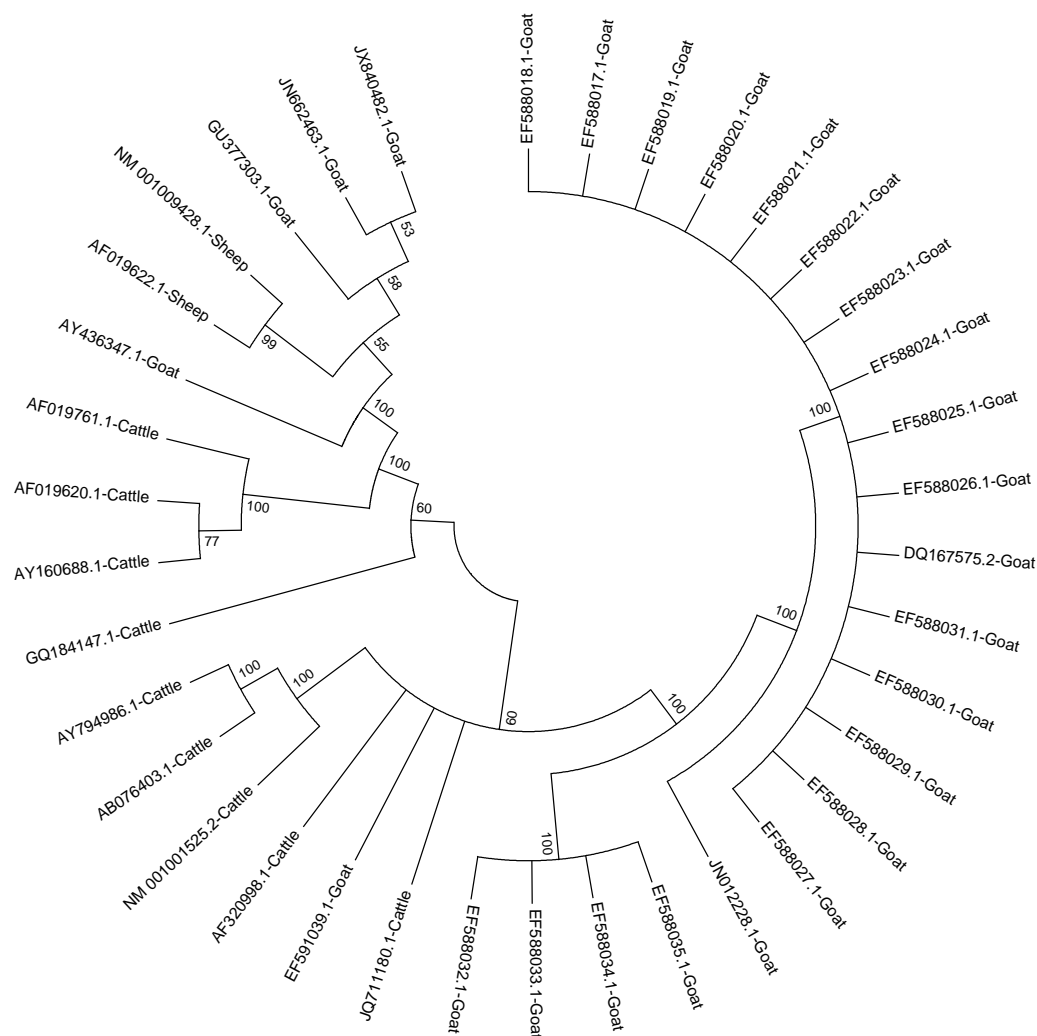 EF588018.1-Goat
EF588017.1-Goat
EF588019.1-Goat
EF588020.1-Goat
EF588021.1-Goat
EF588022.1-Goat
EF588023.1-Goat
EF588024.1-Goat
EF588025.1-Goat
EF588026.1-Goat
DQ167575.2-Goat
EF588031.1-Goat
EF588030.1-Goat
EF588029.1-Goat
EF588028.1-Goat
EF588027.1-Goat
JN012228.1-Goat
EF588035.1-Goat
EF588034.1-Goat
EF588033.1-Goat
EF588032.1-Goat
JQ711180.1-Cattle
EF591039.1-Goat
AF320998.1-Cattle
NM 001001525.2-Cattle
AB076403.1-Cattle
AY794986.1-Cattle
GQ184147.1-Cattle
AY160688.1-Cattle
AF019620.1-Cattle
AF019761.1-Cattle
AY436347.1-Goat
AF019622.1-Sheep
NM 001009428.1-Sheep
GU377303.1-Goat
JN662463.1-Goat
JX840482.1-Goat
53
58
55
99
100
100
100
77
60
100
100
69
100
100
100
100